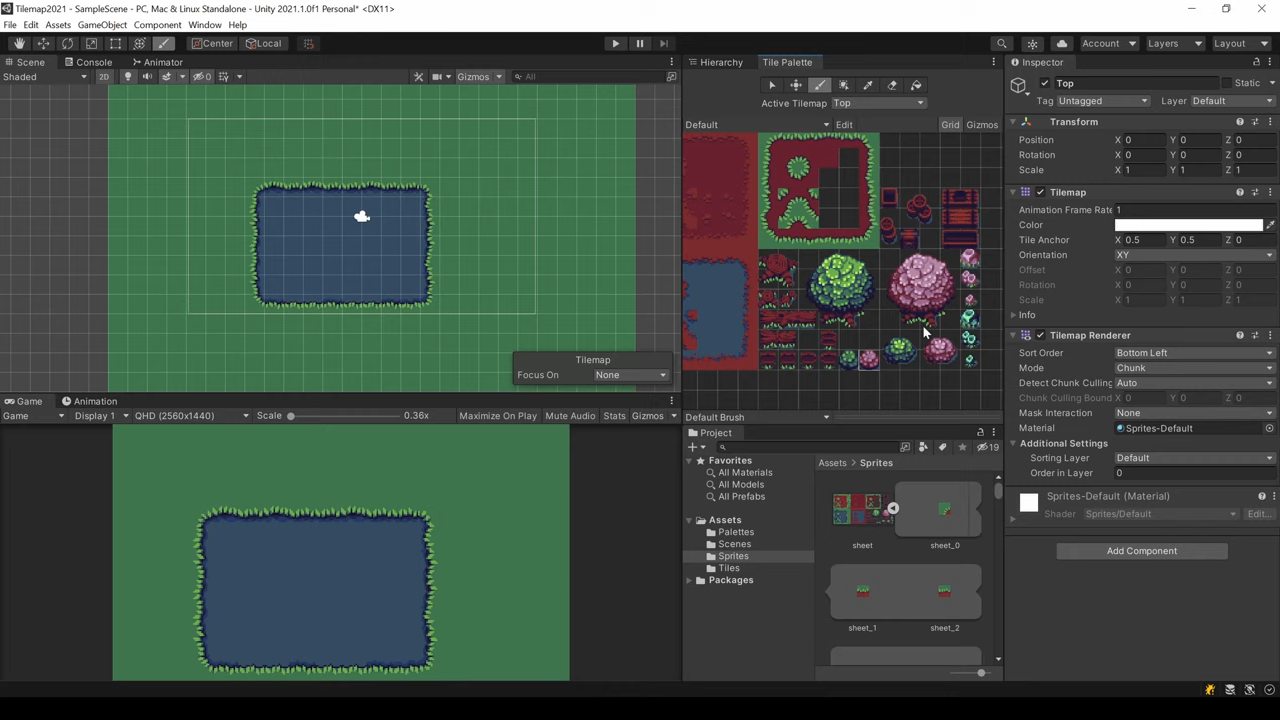 Tilemap2021 - SampleScene - PC, Mac & Linux Standalone - Unity 2021.1.0f1 Personal* <DX11>
File Edit Assets GameObject Component Window Help
Center Local
Account Layers Layout
Scene Console Animator
Hierarchy Tile Palette
Inspector
Shaded 2D 0 Gizmos All
Active Tilemap Top
Default Edit Grid Gizmos
Top Static
Tag Untagged Layer Default
Transform
Position X 0 Y 0 Z 0
Rotation X 0 Y 0 Z 0
Scale X 1 Y 1 Z 1
Tilemap
Animation Frame Rate 1
Color
Tile Anchor X 0.5 Y 0.5 Z 0
Orientation XY
Offset X 0 Y 0 Z 0
Rotation X 0 Y 0 Z 0
Scale X 1 Y 1 Z 1
Info
Tilemap Renderer
Sort Order Bottom Left
Mode Chunk
Detect Chunk Culling Auto
Chunk Culling Bound X 0 Y 0 Z 0
Mask Interaction None
Material Sprites-Default
Additional Settings
Sorting Layer Default
Order in Layer 0
Sprites-Default (Material)
Shader Sprites/Default Edit...
Add Component
Tilemap
Focus On None
Game Animation
Game Display 1 QHD (2560x1440) Scale 0.36x Maximize On Play Mute Audio Stats Gizmos
Default Brush
Project
19
Favorites
All Materials
All Models
All Prefabs
Assets
Palettes
Scenes
Sprites
Tiles
Packages
Assets Sprites
sheet sheet_0
sheet_1 sheet_2